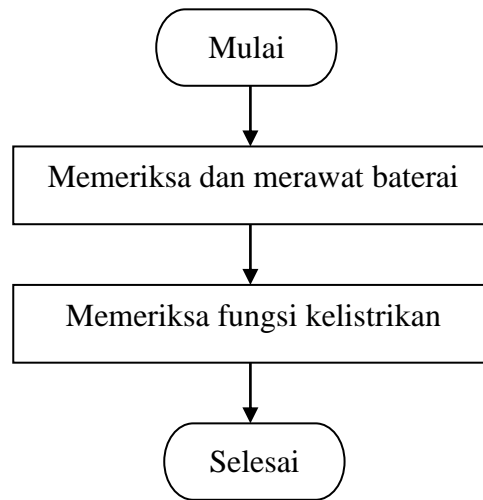 Mulai
Memeriksa dan merawat baterai
Memeriksa fungsi kelistrikan
Selesai